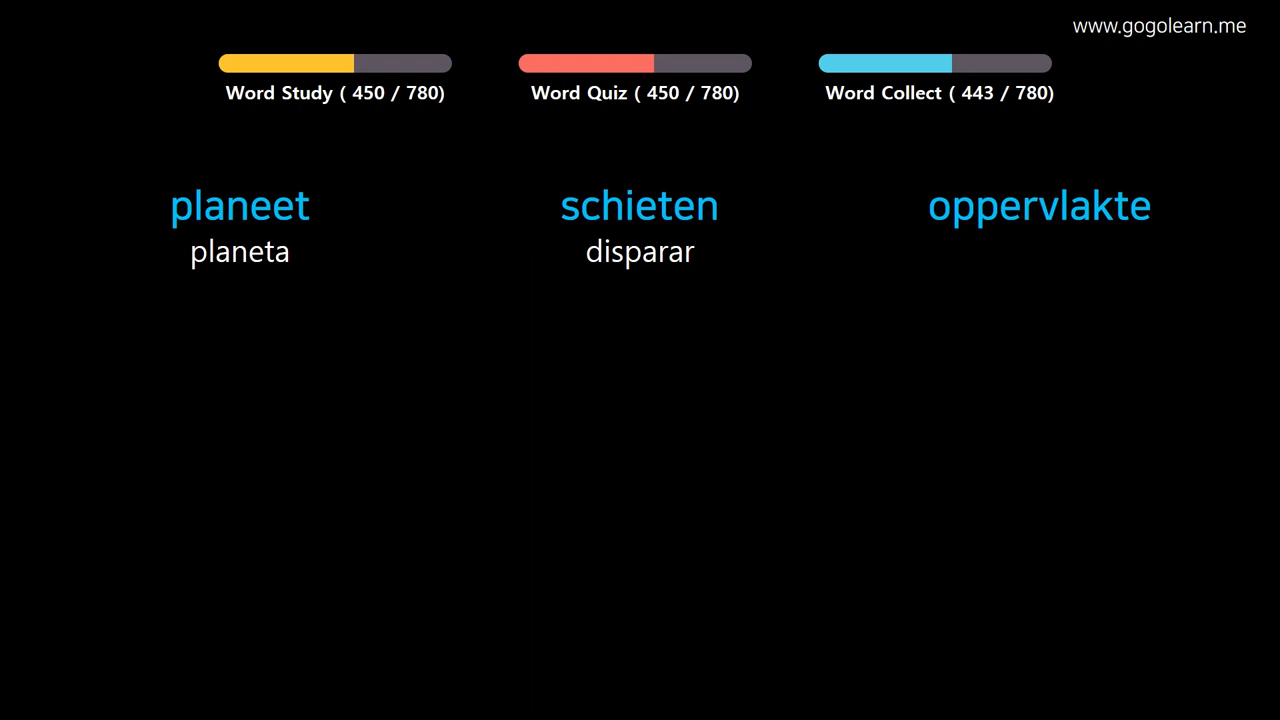 www.gogolearn.me
Word Study ( 450 / 780)
Word Quiz ( 450 / 780)
Word Collect ( 443 / 780)
planeet
planeta
schieten
disparar
oppervlakte